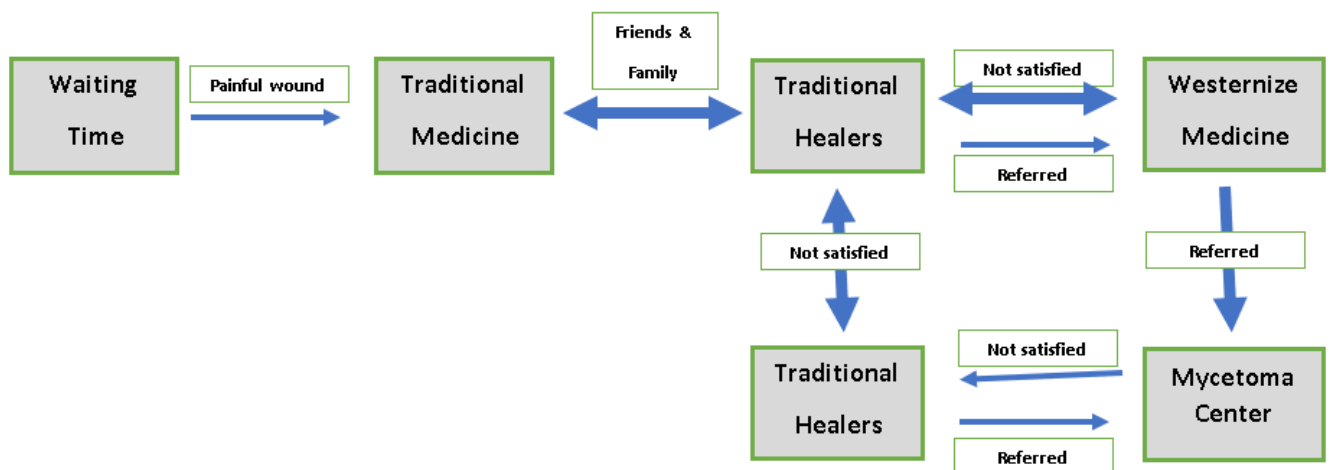 Waiting
Time
Painful wound
Traditional
Medicine
Friends &
Family
Traditional
Healers
Not satisfied
Referred
Westernize
Medicine
Not satisfied
Referred
Traditional
Healers
Not satisfied
Referred
Mycetoma
Center